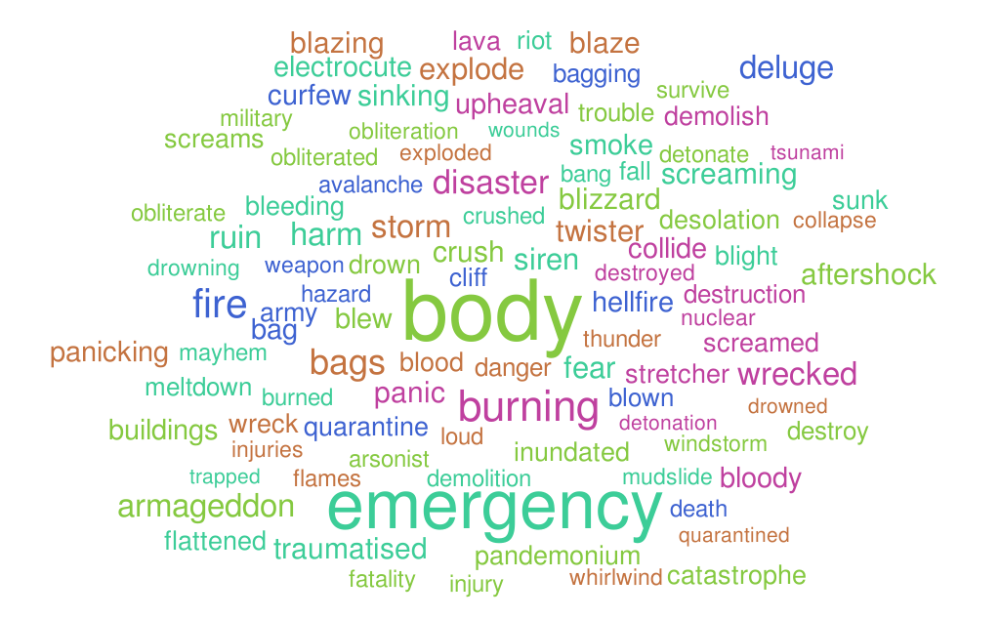 blazing lava riot blaze
electrocute explode bagging deluge
curfew sinking upheaval trouble survive demolish
military screams obliteration wounds
obliterated exploded smoke detonate tsunami
avalanche disaster bang fall screaming
obliterate bleeding crushed blizzard desolation sunk collapse
ruin harm storm twister
drowning weapon drown crush siren collide blight
cliff destroyed aftershock
fire hazard body hellfire destruction
army blew nuclear
bag thunder screamed
panicking mayhem bags blood danger fear stretcher wrecked
meltdown burned panic burning blown drowned
buildings wreck quarantine loud detonation destroy
injuries arsonist inundated windstorm
trapped flames demolition mudslide bloody
armageddon emergency death
flattened traumatised quarantined
pandemonium
fatality injury whirlwind catastrophe